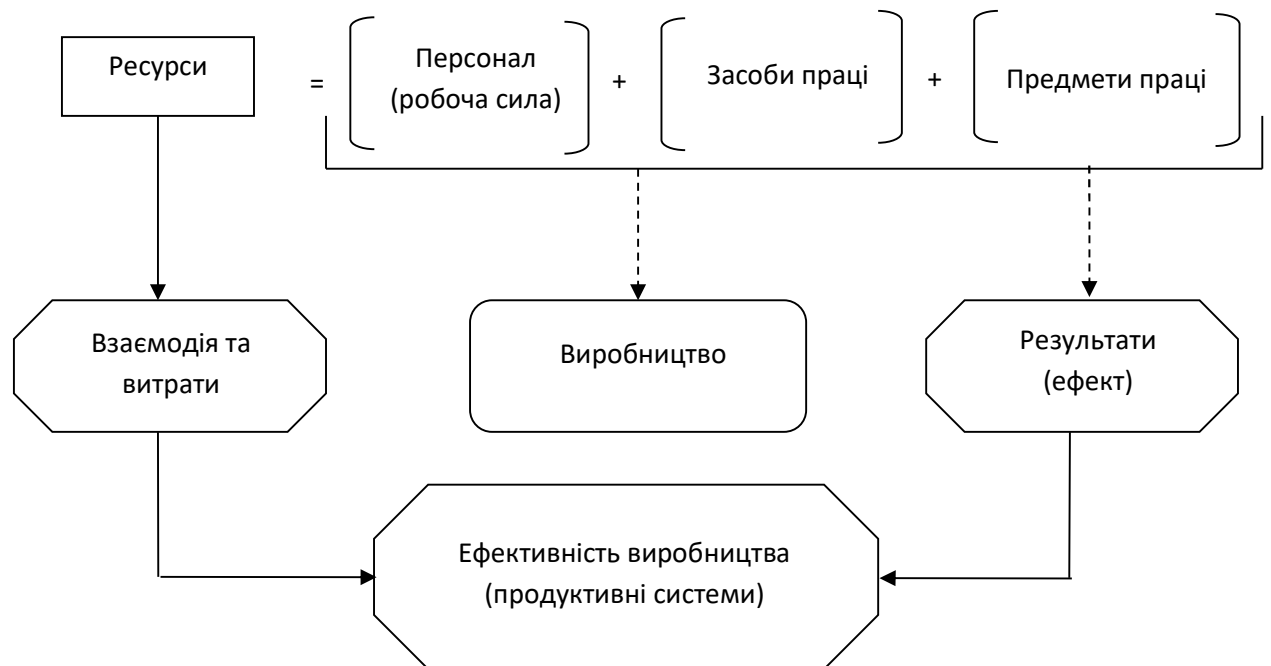 Ресурси
=
Персонал
(робоча сила)
+
Засоби праці
+
Предмети праці
Взаємодія та
витрати
Виробництво
Результати
(ефект)
Ефективність виробництва
(продуктивні системи)